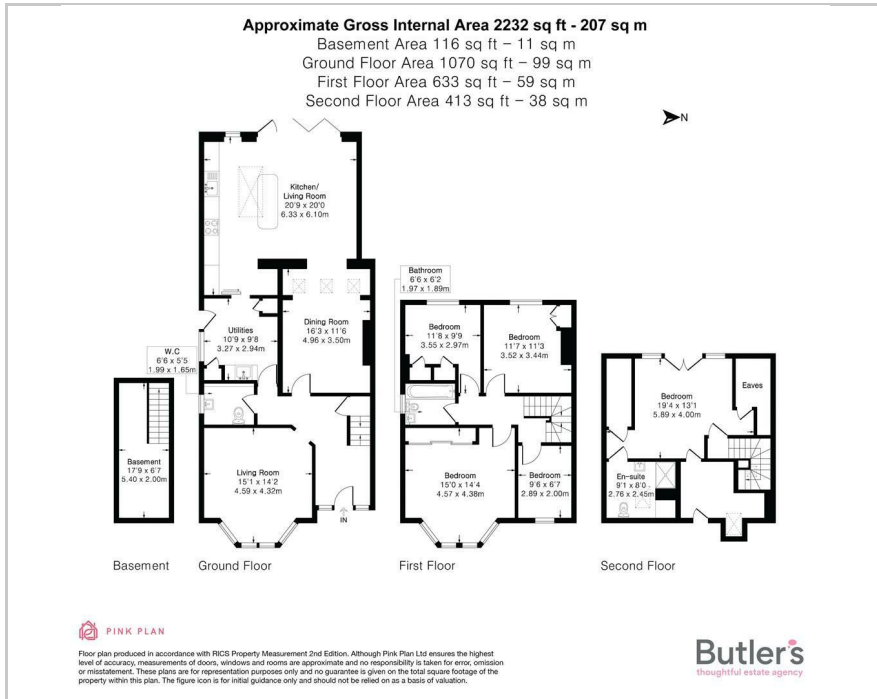 Approximate Gross Internal Area 2232 sq ft - 207 sq m
Basement Area 116 sq ft – 11 sq m
Ground Floor Area 1070 sq ft – 99 sq m
First Floor Area 633 sq ft – 59 sq m
Second Floor Area 413 sq ft – 38 sq m
N
Kitchen/
Living Room
20'9 x 20'0
6.33 x 6.10m
Utilities
10'9 x 9'8
3.27 x 2.94m
Dining Room
16'3 x 11'6
4.96 x 3.50m
W.C
6'6 x 5'5
1.99 x 1.65m
Living Room
15'1 x 14'2
4.59 x 4.32m
IN
Basement
17'9 x 6'7
5.40 x 2.00m
Bathroom
6'6 x 6'2
1.97 x 1.89m
Bedroom
11'8 x 9'9
3.55 x 2.97m
Bedroom
11'7 x 11'3
3.52 x 3.44m
Bedroom
15'0 x 14'4
4.57 x 4.38m
Bedroom
9'6 x 6'7
2.89 x 2.00m
Bedroom
19'4 x 13'1
5.89 x 4.00m
Eaves
En-suite
9'1 x 8'0
2.76 x 2.45m
Basement
Ground Floor
First Floor
Second Floor
PINK PLAN
Floor plan produced in accordance with RICS Property Measurement 2nd Edition. Although Pink Plan Ltd ensures the highest
level of accuracy, measurements of doors, windows and rooms are approximate and no responsibility is taken for error, omission
or misstatement. These plans are for representation purposes only and no guarantee is given on the total square footage of the
property within this plan. The figure icon is for initial guidance only and should not be relied on as a basis of valuation.
Butler's
thoughtful estate agency